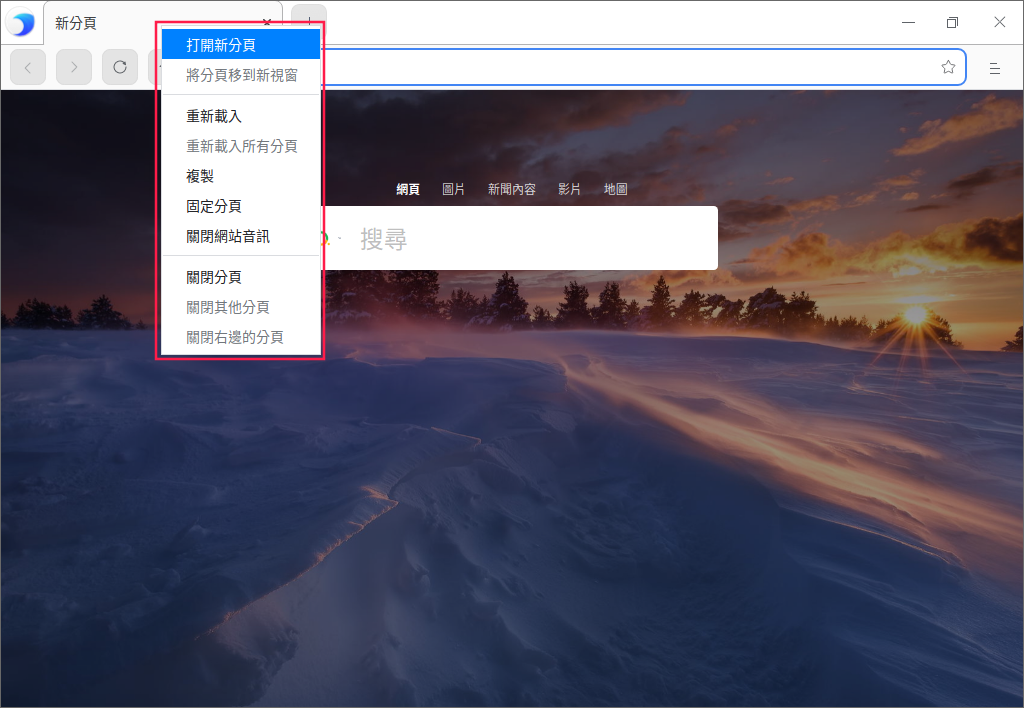 新分頁
打開新分頁
將分頁移到新視窗
重新載入
重新載入所有分頁
複製
固定分頁
關閉網站音訊
關閉分頁
關閉其他分頁
關閉右邊的分頁
網頁 圖片 新聞內容 影片 地圖
搜尋